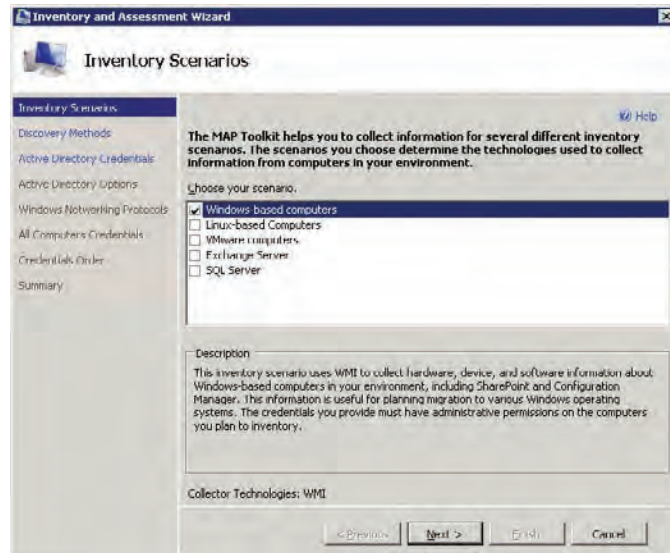 Inventory and Assessment Wizard
Inventory Scenarios
Inventory Scenarios
Discovery Methods
Active Directory Credentials
Active Directory Options
Windows Networking Protocols
All Computers Credentials
Credentials Order
Summary
Help
The MAP Toolkit helps you to collect information for several different inventory
scenarios. The scenarios you choose determine the technologies used to collect
information from computers in your environment.
Choose your scenario.
Windows-based computers
Linux-based Computers
VMware computers
Exchange Server
SQL Server
Description
This inventory scenario uses WMI to collect hardware, device, and software information about
Windows-based computers in your environment, including SharePoint and Configuration
Manager. This information is useful for planning migration to various Windows operating
systems. The credentials you provide must have administrative permissions on the computers
you plan to inventory.
Collector Technologies: WMI
< Previous
Next >
Finish
Cancel